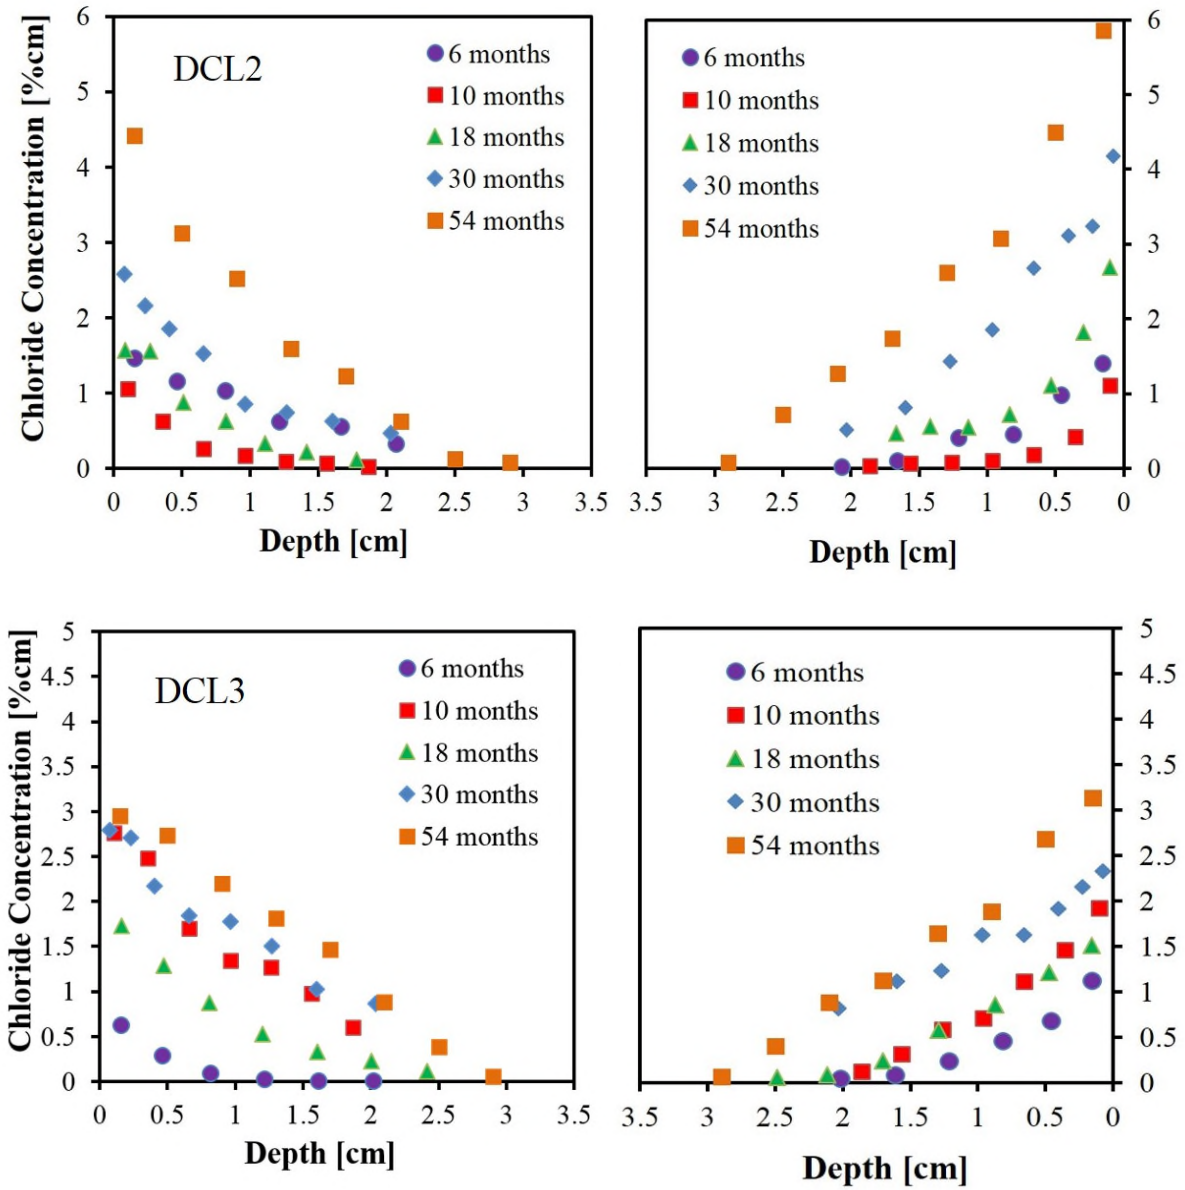 Chloride Concentration [%cm]
6
5
4
3
2
1
0
DCL2
6 months
10 months
18 months
30 months
54 months
0 0.5 1 1.5 2 2.5 3 3.5
Depth [cm]
6 months
10 months
18 months
30 months
54 months
6
5
4
3
2
1
0
3.5 3 2.5 2 1.5 1 0.5 0
Depth [cm]
Chloride Concentration [%cm]
5
4.5
4
3.5
3
2.5
2
1.5
1
0.5
0
DCL3
6 months
10 months
18 months
30 months
54 months
0 0.5 1 1.5 2 2.5 3 3.5
Depth [cm]
6 months
10 months
18 months
30 months
54 months
5
4.5
4
3.5
3
2.5
2
1.5
1
0.5
0
3.5 3 2.5 2 1.5 1 0.5 0
Depth [cm]